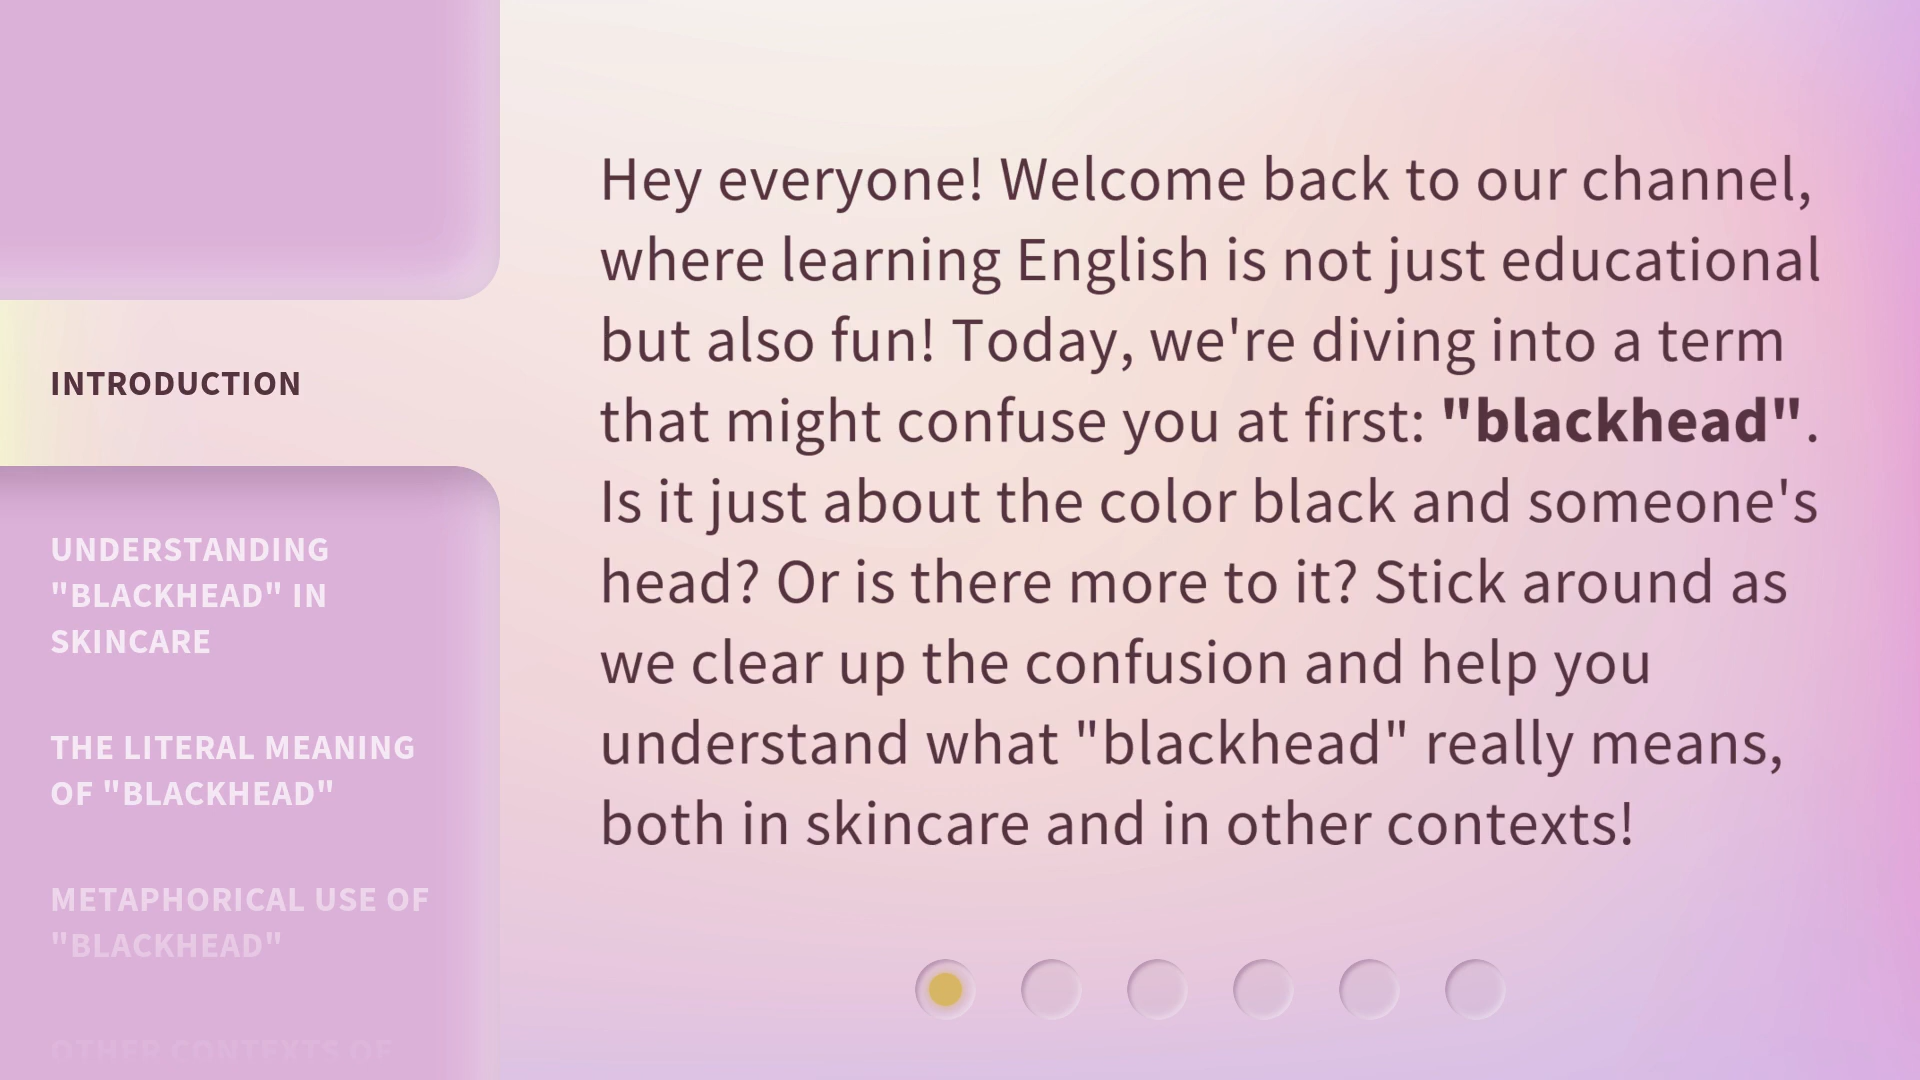 INTRODUCTION
UNDERSTANDING
"BLACKHEAD" IN
SKINCARE
THE LITERAL MEANING
OF "BLACKHEAD"
METAPHORICAL USE OF
"BLACKHEAD"
OTHER CONTEXTS OF
Hey everyone! Welcome back to our channel,
where learning English is not just educational
but also fun! Today, we're diving into a term
that might confuse you at first: "blackhead".
Is it just about the color black and someone's
head? Or is there more to it? Stick around as
we clear up the confusion and help you
understand what "blackhead" really means,
both in skincare and in other contexts!